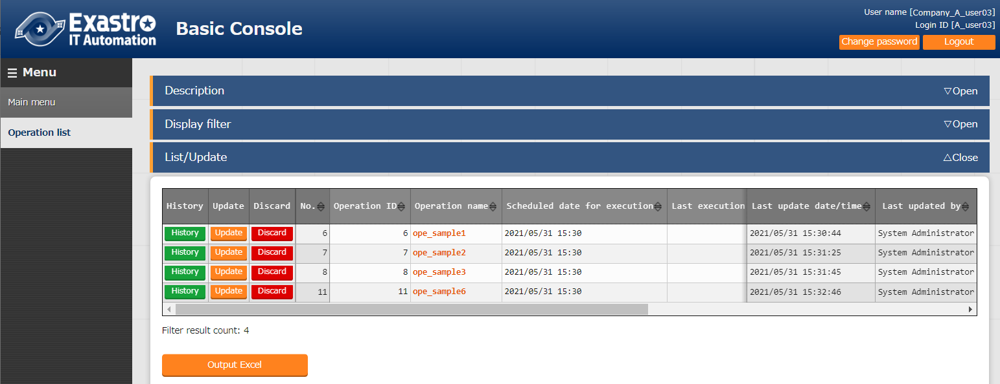 Exastro
IT Automation
Basic Console
User name [Company_A_user03]
Login ID [A_user03]
Change password Logout
Menu
Main menu
Operation list
Description ▽Open
Display filter ▽Open
List/Update △Close
History Update Discard No. Operation ID Operation name Scheduled date for execution Last execution Last update date/time Last updated by
History Update Discard 6 6 ope_sample1 2021/05/31 15:30 2021/05/31 15:30:44 System Administrator
History Update Discard 7 7 ope_sample2 2021/05/31 15:30 2021/05/31 15:31:25 System Administrator
History Update Discard 8 8 ope_sample3 2021/05/31 15:30 2021/05/31 15:31:45 System Administrator
History Update Discard 11 11 ope_sample6 2021/05/31 15:30 2021/05/31 15:32:46 System Administrator
Filter result count: 4
Output Excel